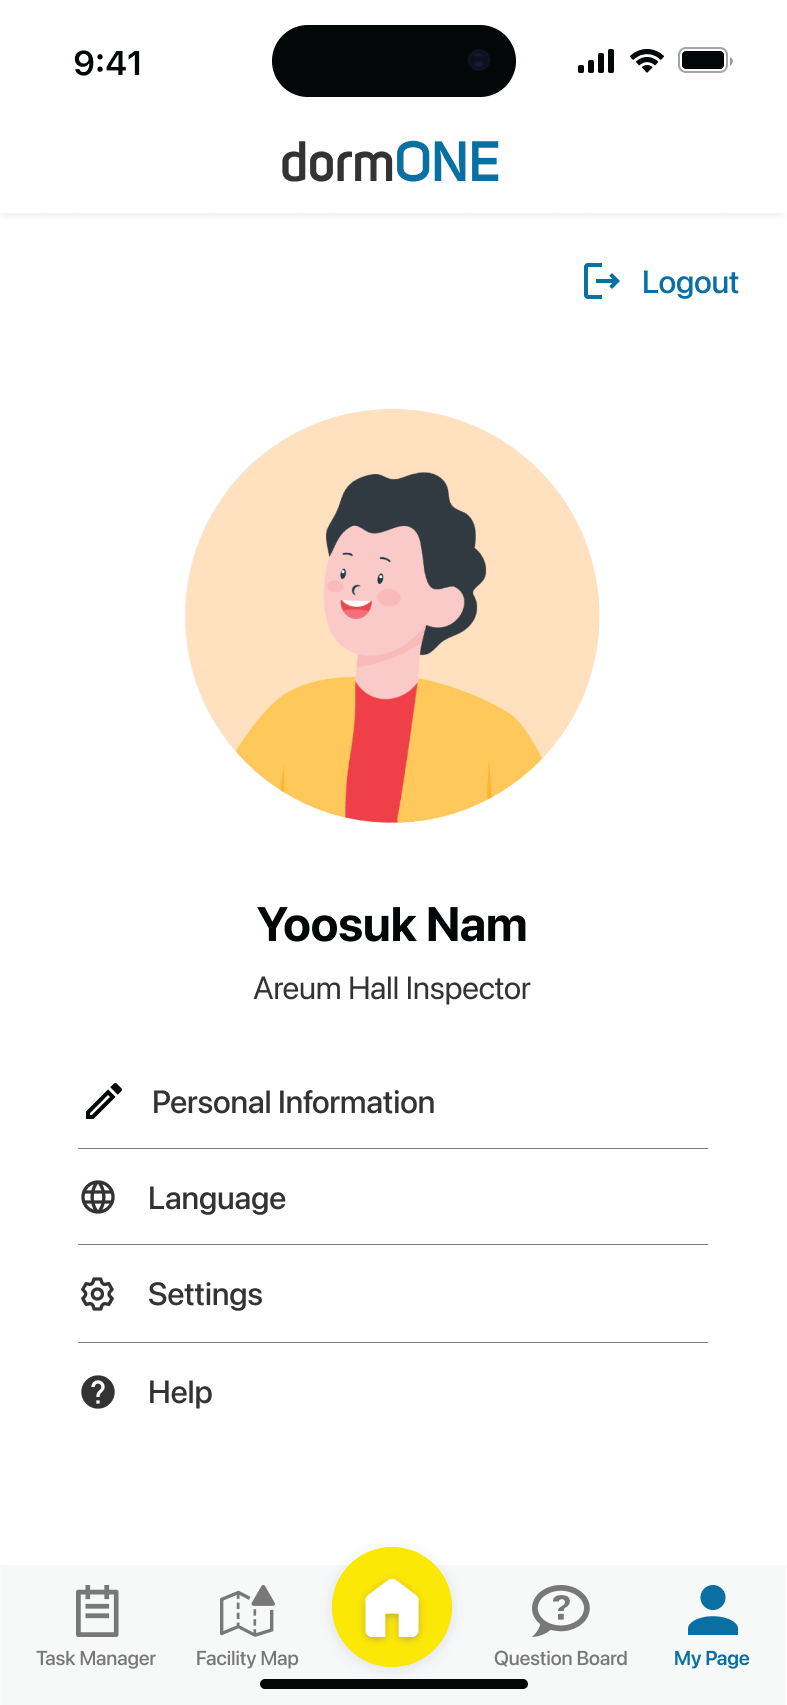 9:41
dormONE
Logout
Yoosuk Nam
Areum Hall Inspector
Personal Information
Language
Settings
Help
Task Manager
Facility Map
Question Board
My Page